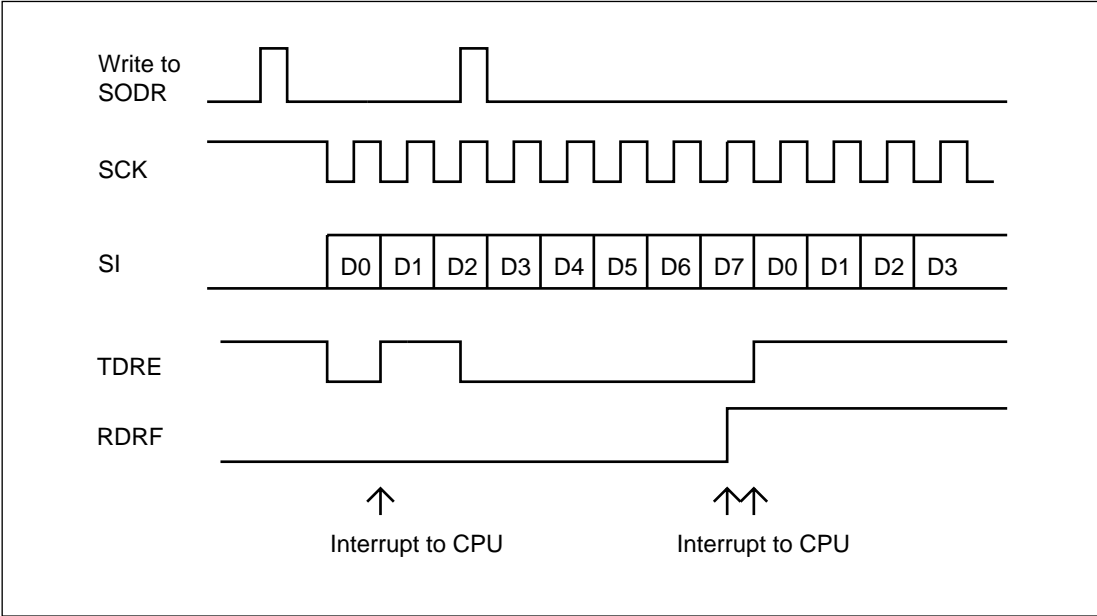 Write to
SODR
SCK
SI
D0 D1 D2 D3 D4 D5 D6 D7 D0 D1 D2 D3
TDRE
RDRF
Interrupt to CPU
Interrupt to CPU